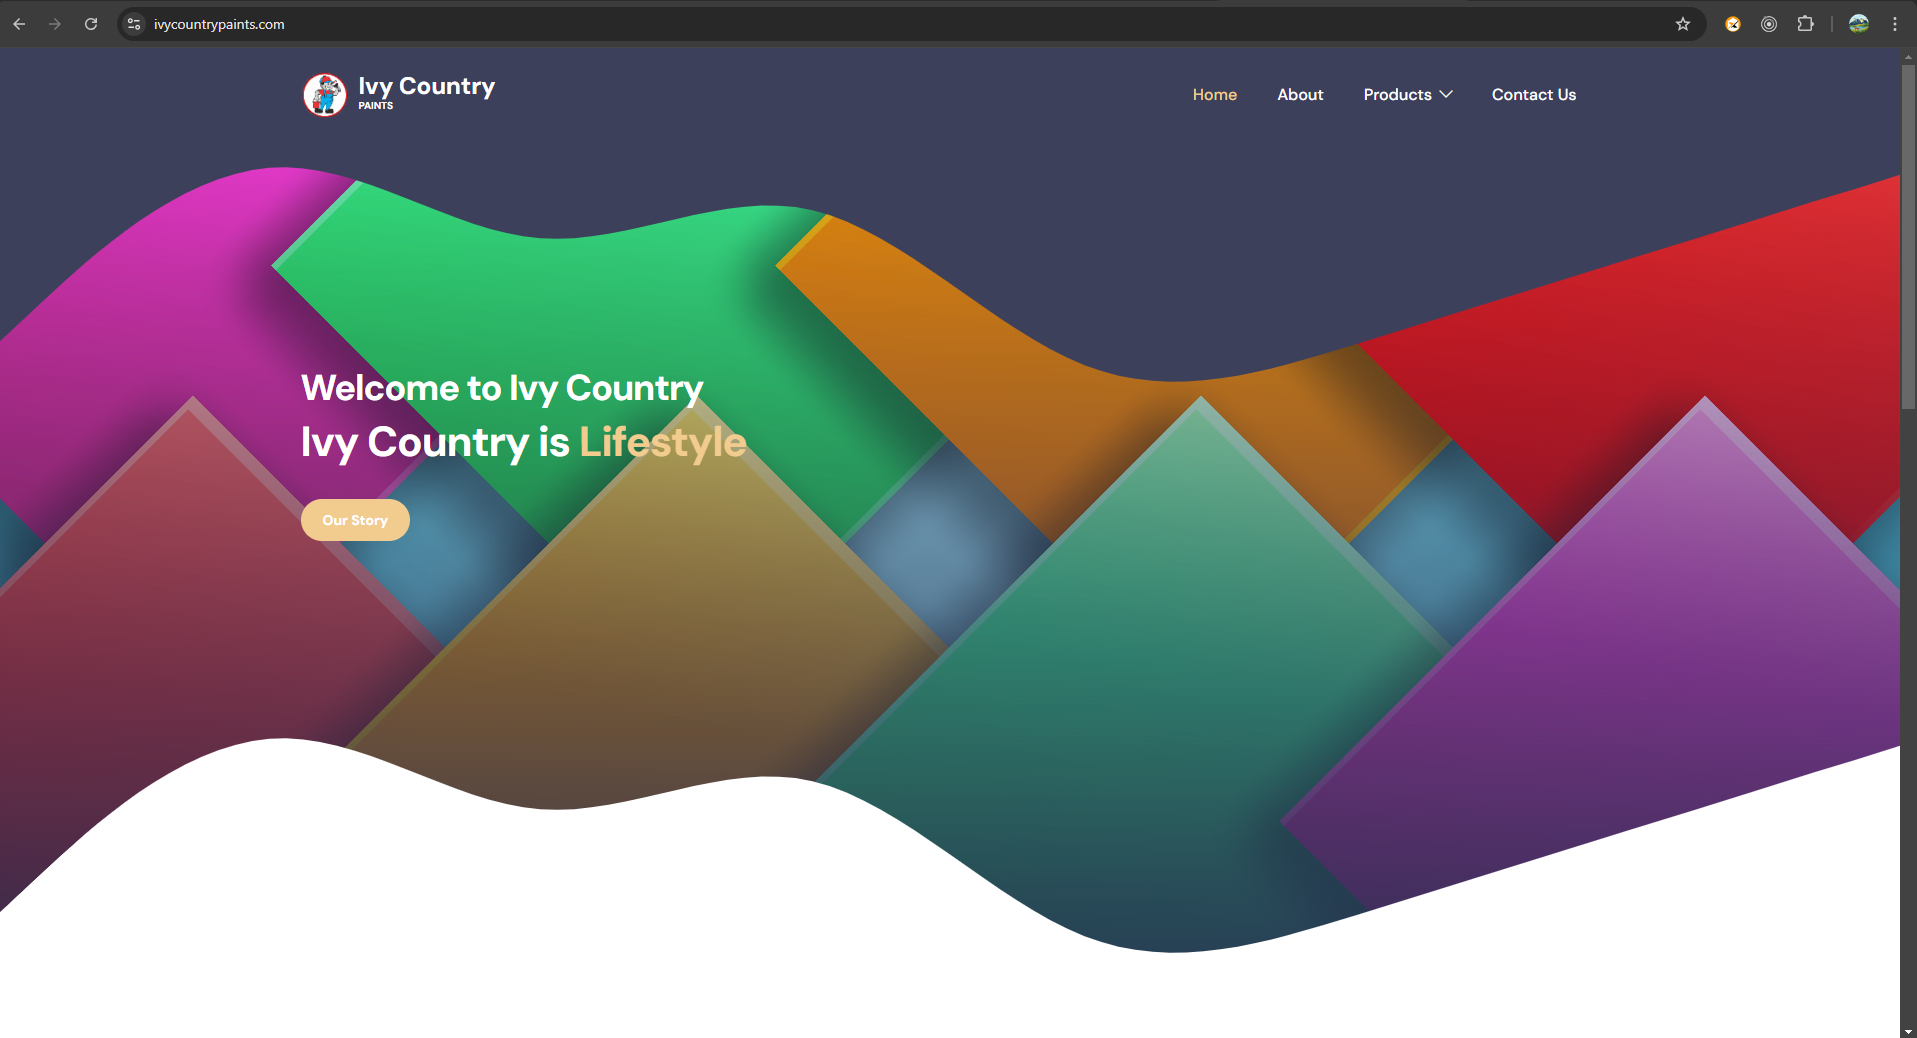 ivycountrypaints.com
Ivy Country
PAINTS
Home About Products Contact Us
Welcome to Ivy Country
Ivy Country is Lifestyle
Our Story